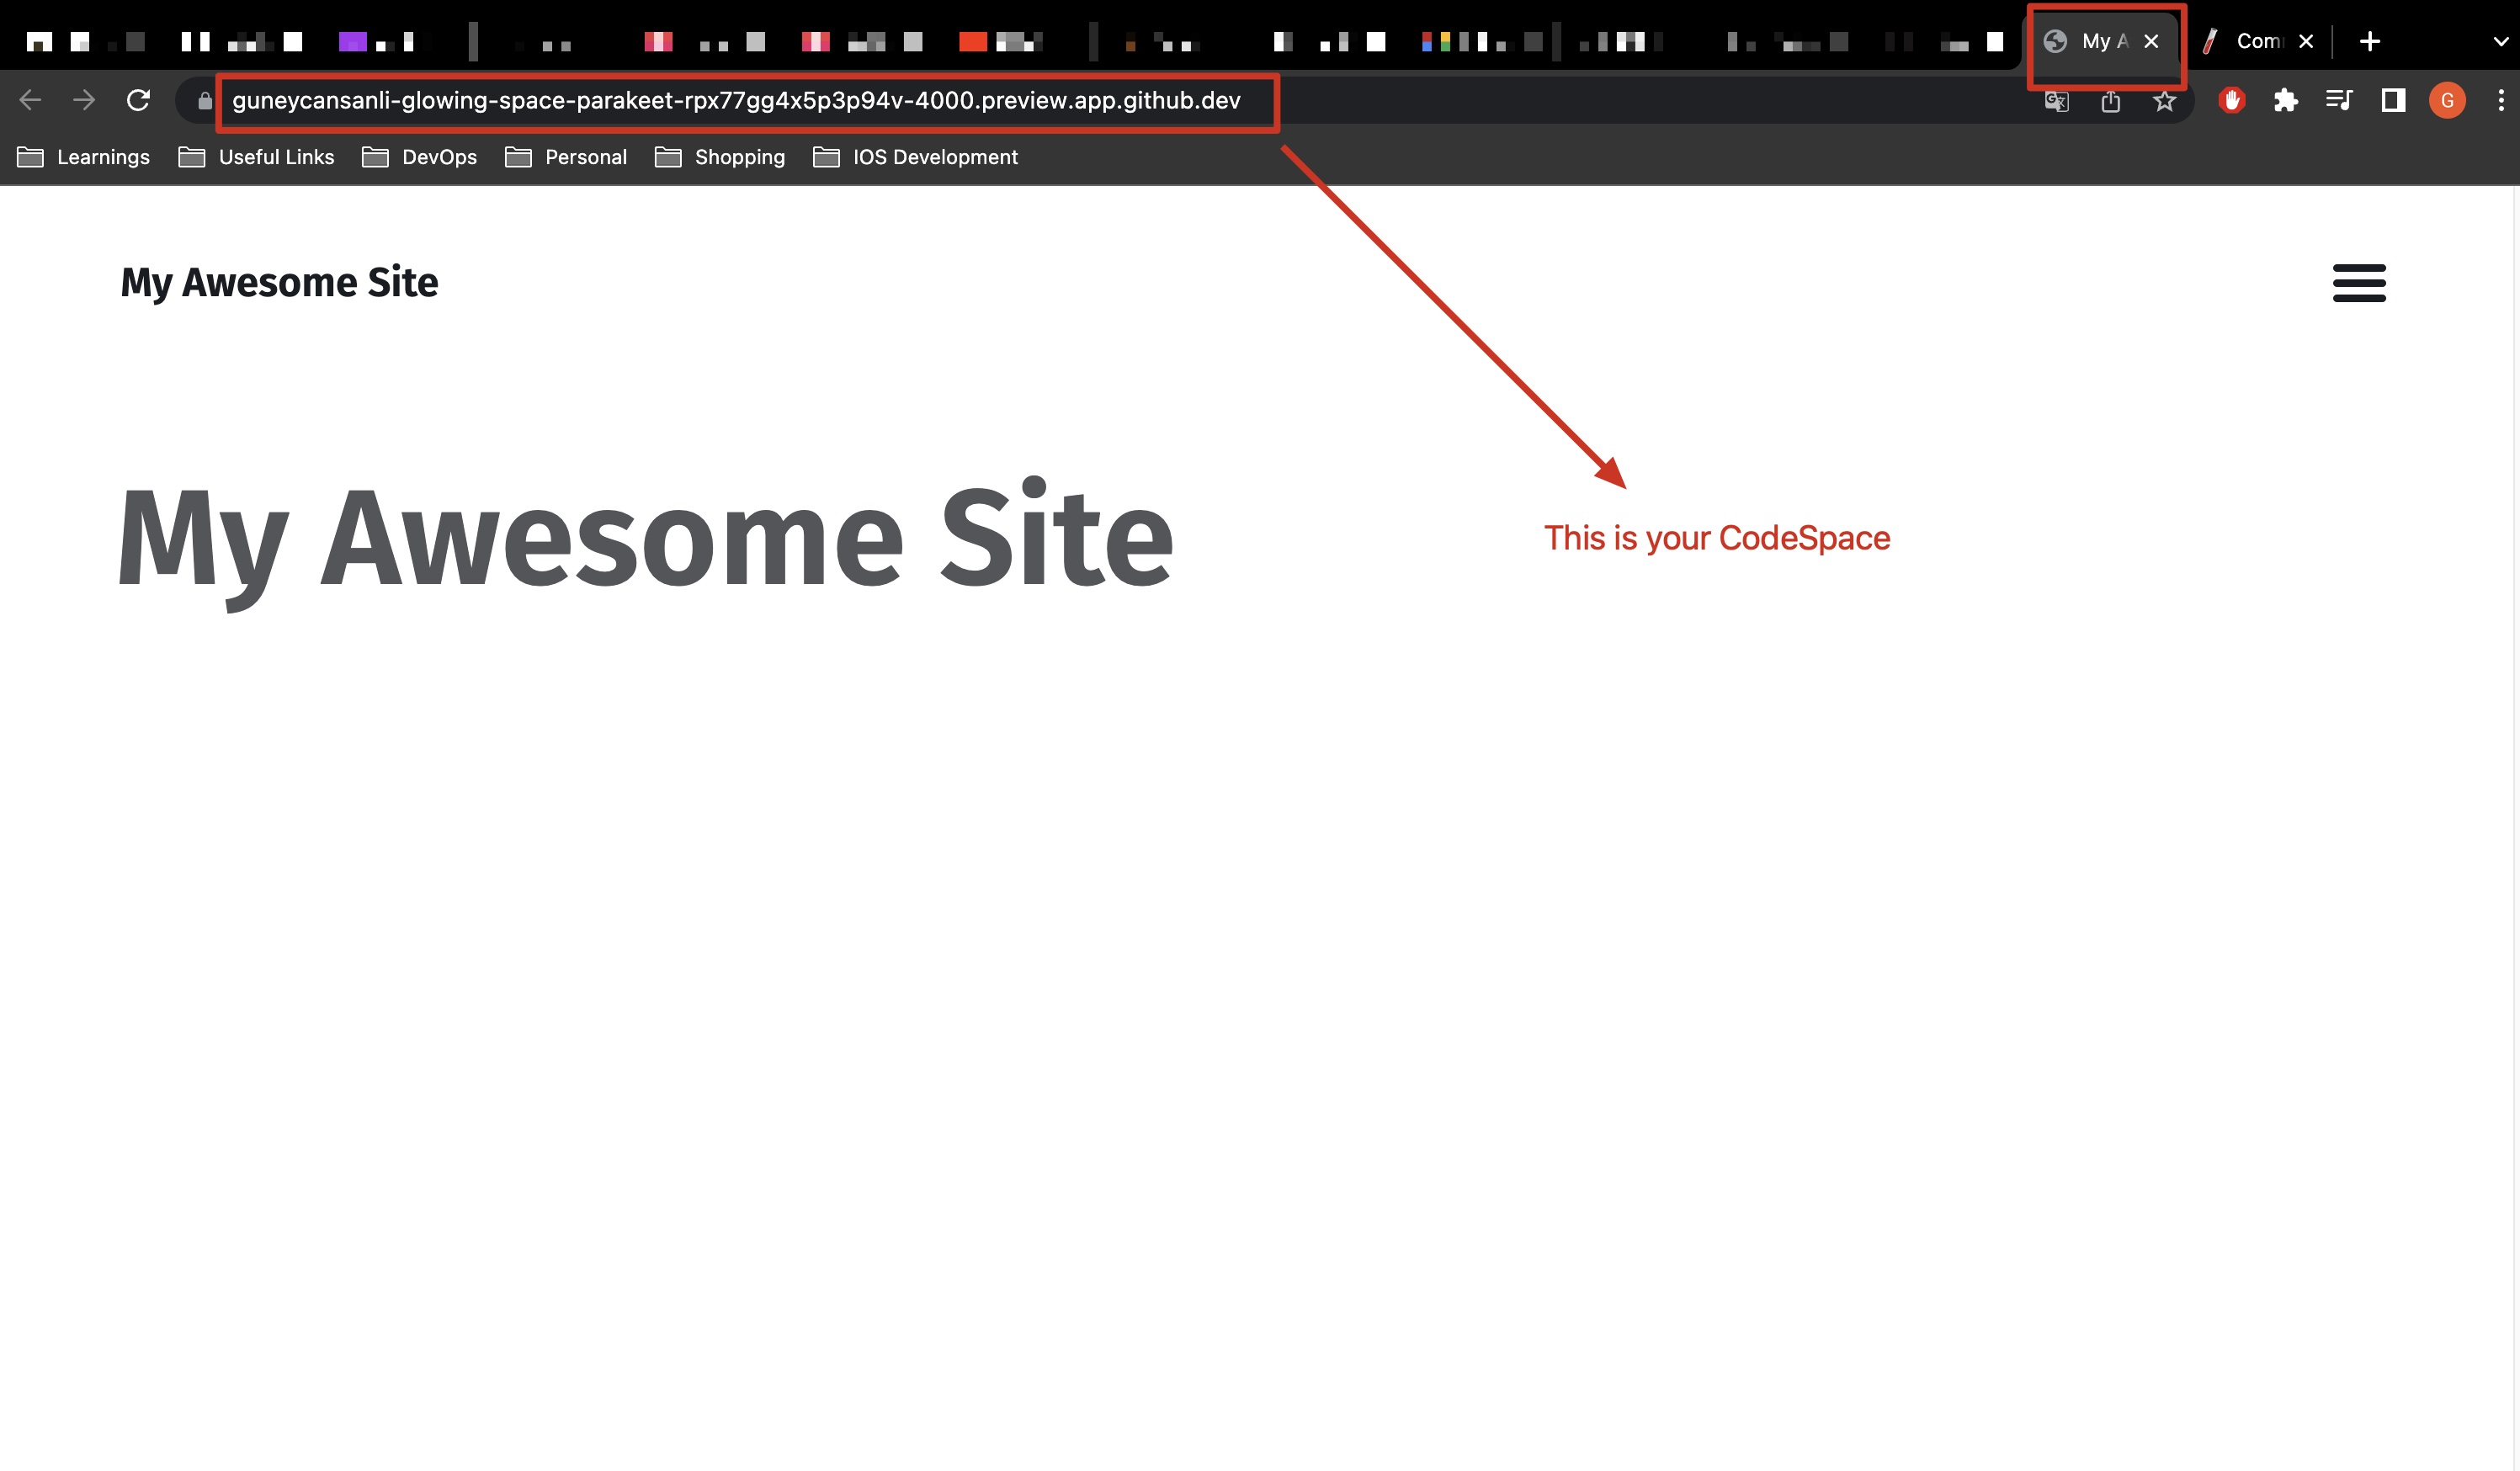 My A
Com
guneycansanli-glowing-space-parakeet-rpx77gg4x5p3p94v-4000.preview.app.github.dev
G
Learnings
Useful Links
DevOps
Personal
Shopping
IOS Development
My Awesome Site
My Awesome Site
This is your CodeSpace